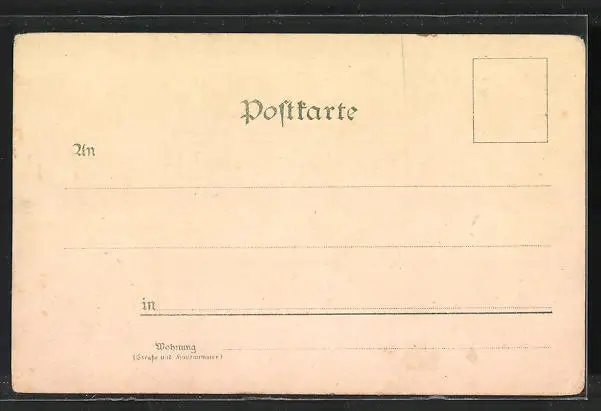 Postkarte
An
in
Wohnung
(Straße und Hausnummer)